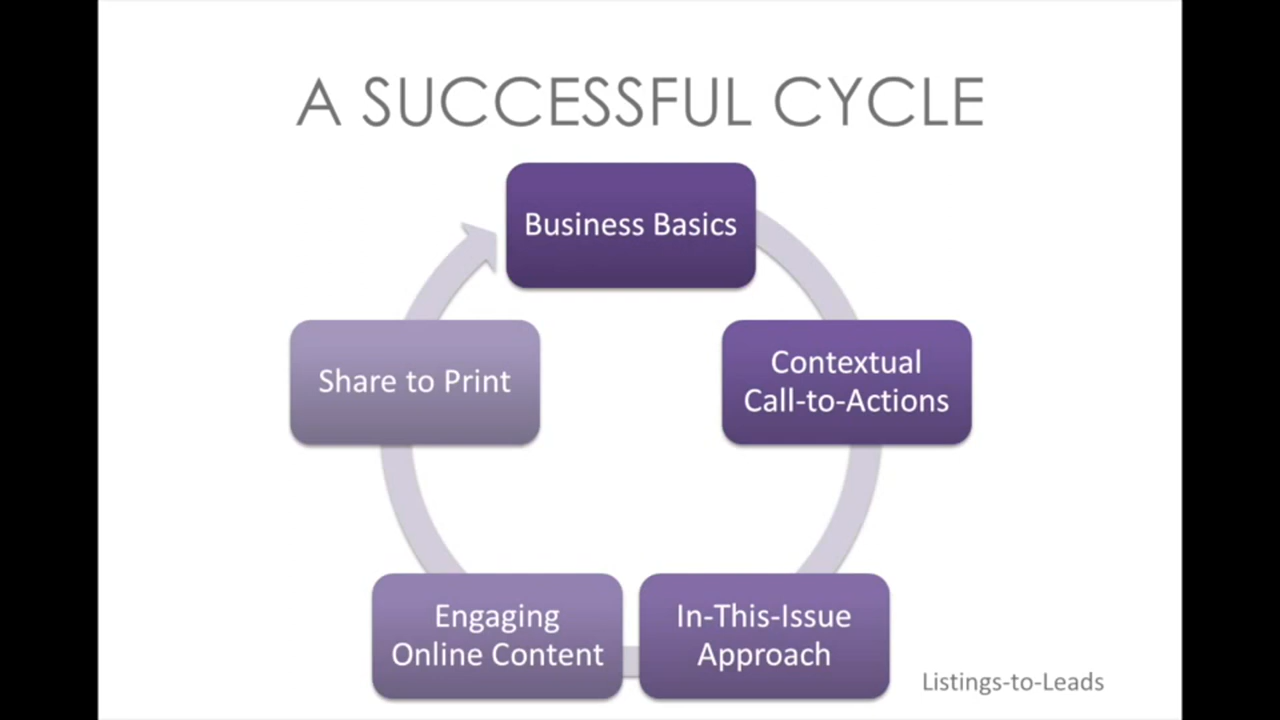 A SUCCESSFUL CYCLE
Business Basics
Contextual
Call-to-Actions
In-This-Issue
Approach
Engaging
Online Content
Share to Print
Listings-to-Leads